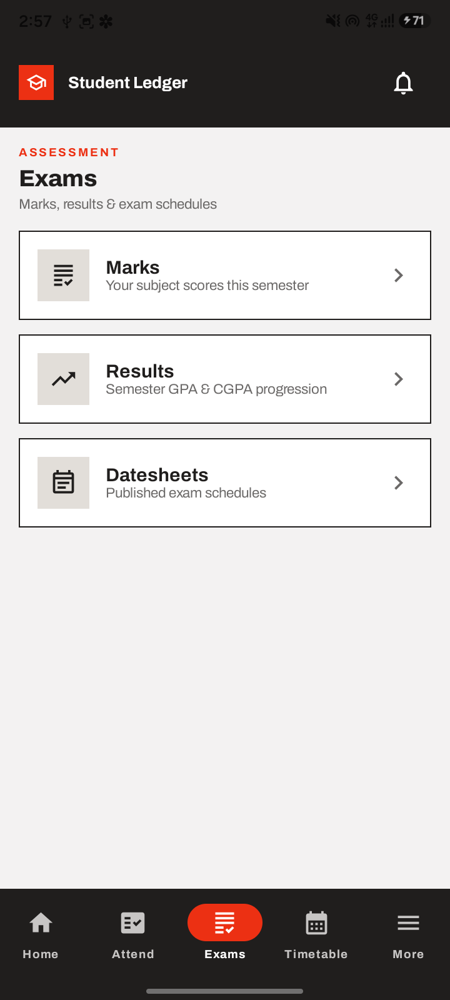 2:57
4G
71
Student Ledger
ASSESSMENT
Exams
Marks, results & exam schedules
Marks
Your subject scores this semester
Results
Semester GPA & CGPA progression
Datesheets
Published exam schedules
Home
Attend
Exams
Timetable
More